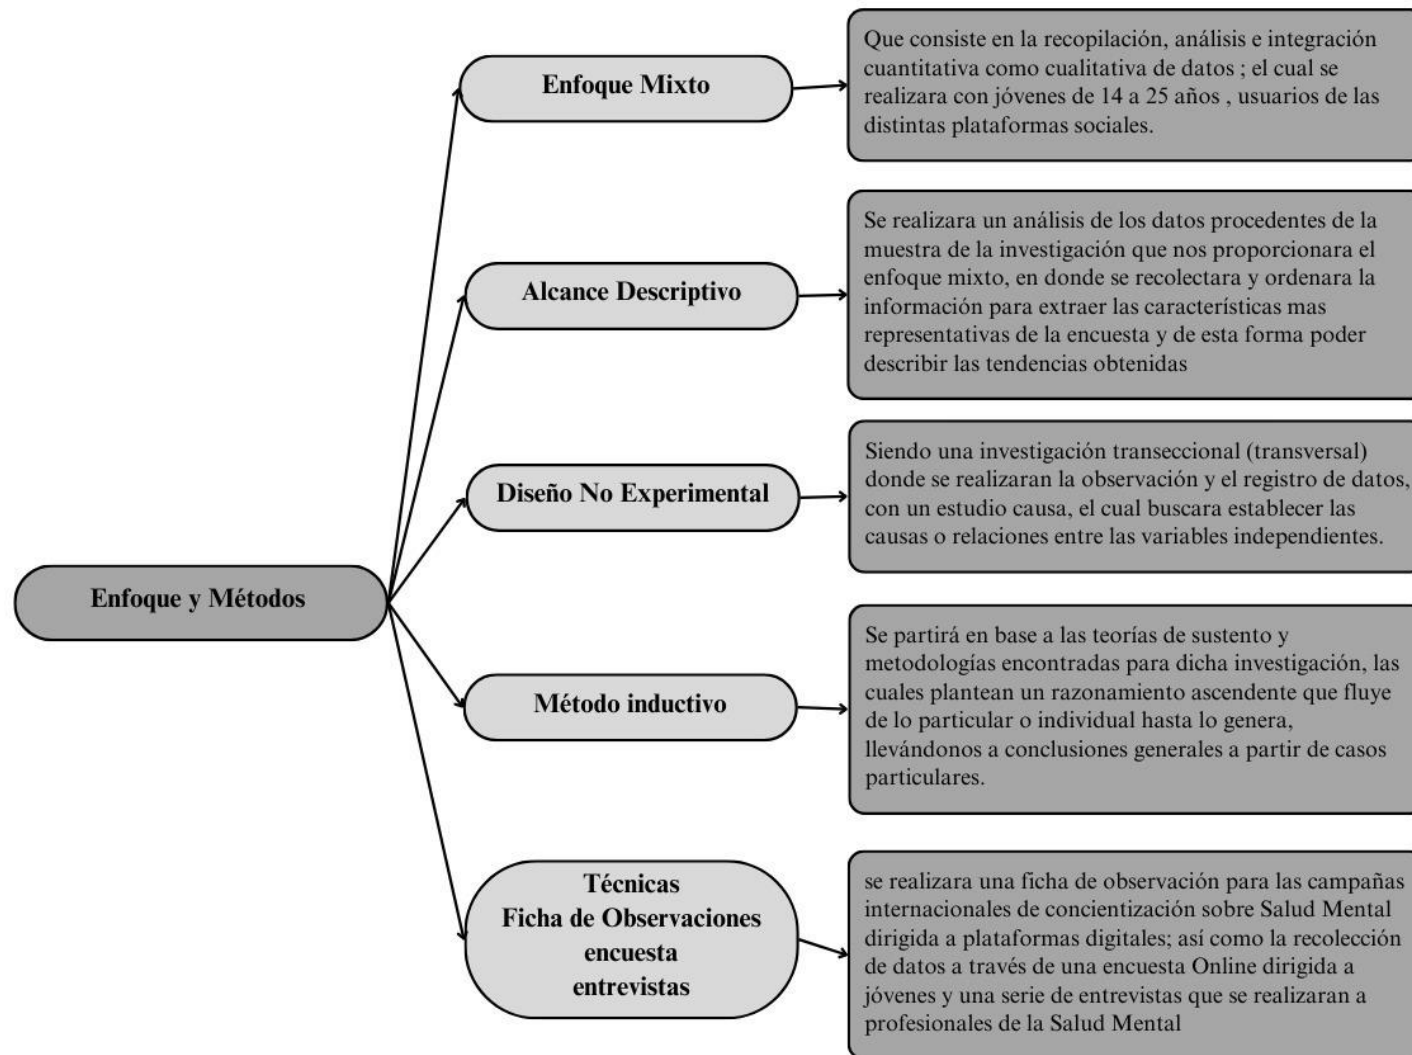 Enfoque y Métodos
Enfoque Mixto
Que consiste en la recopilación, análisis e integración
cuantitativa como cualitativa de datos ; el cual se
realizara con jóvenes de 14 a 25 años , usuarios de las
distintas plataformas sociales.
Alcance Descriptivo
Se realizara un análisis de los datos procedentes de la
muestra de la investigación que nos proporcionara el
enfoque mixto, en donde se recolectara y ordenara la
información para extraer las características mas
representativas de la encuesta y de esta forma poder
describir las tendencias obtenidas
Diseño No Experimental
Siendo una investigación transeccional (transversal)
donde se realizaran la observación y el registro de datos,
con un estudio causa, el cual buscara establecer las
causas o relaciones entre las variables independientes.
Método inductivo
Se partirá en base a las teorías de sustento y
metodologías encontradas para dicha investigación, las
cuales plantean un razonamiento ascendente que fluye
de lo particular o individual hasta lo genera,
llevándonos a conclusiones generales a partir de casos
particulares.
Técnicas
Ficha de Observaciones
encuesta
entrevistas
se realizara una ficha de observación para las campañas
internacionales de concientización sobre Salud Mental
dirigida a plataformas digitales; así como la recolección
de datos a través de una encuesta Online dirigida a
jóvenes y una serie de entrevistas que se realizaran a
profesionales de la Salud Mental